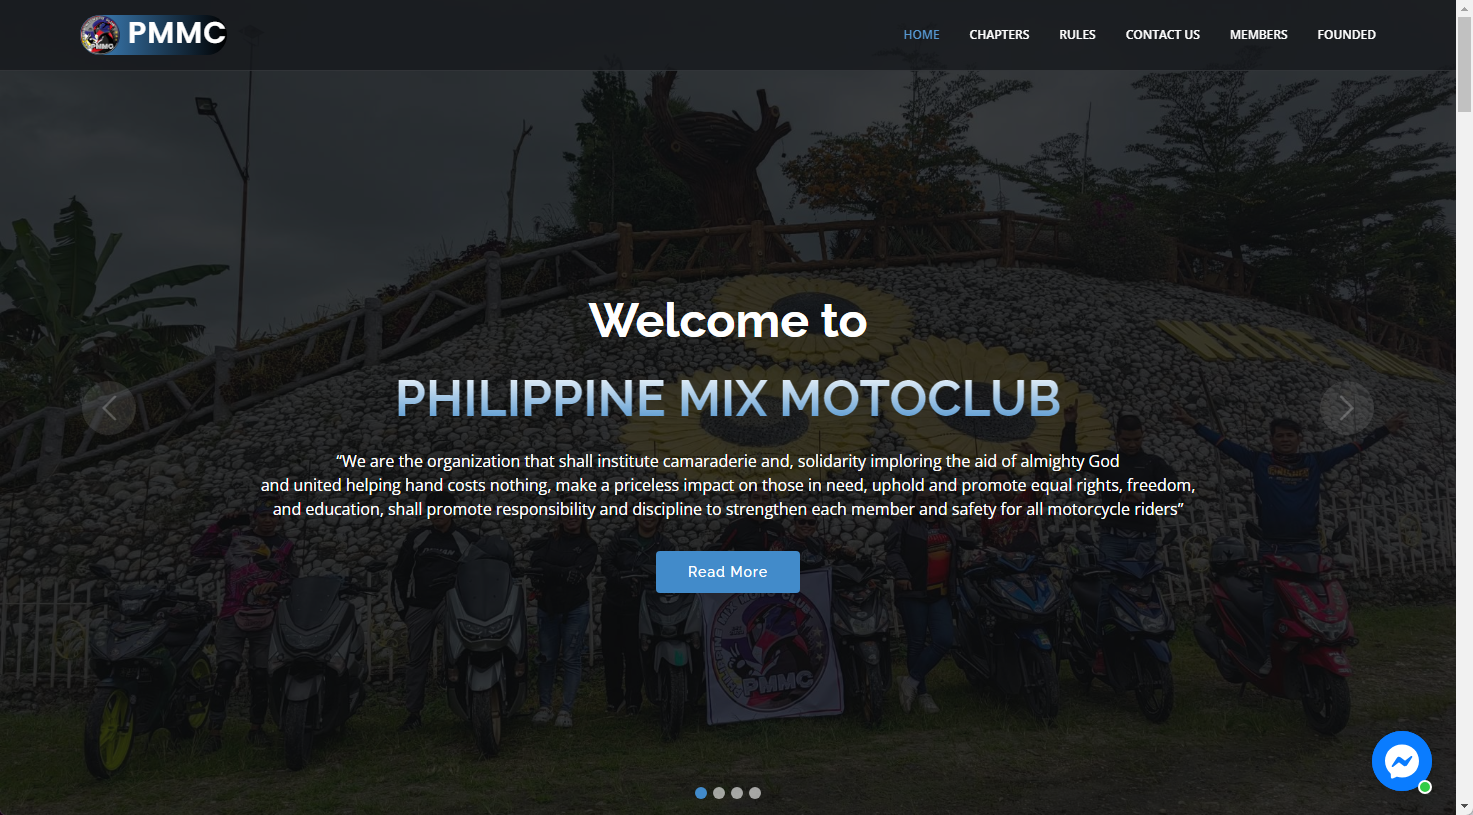 PMMC
HOME
CHAPTERS
RULES
CONTACT US
MEMBERS
FOUNDED
Welcome to
PHILIPPINE MIX MOTOCLUB
“We are the organization that shall institute camaraderie and, solidarity imploring the aid of almighty God
and united helping hand costs nothing, make a priceless impact on those in need, uphold and promote equal rights, freedom,
and education, shall promote responsibility and discipline to strengthen each member and safety for all motorcycle riders”
Read More
PMMC